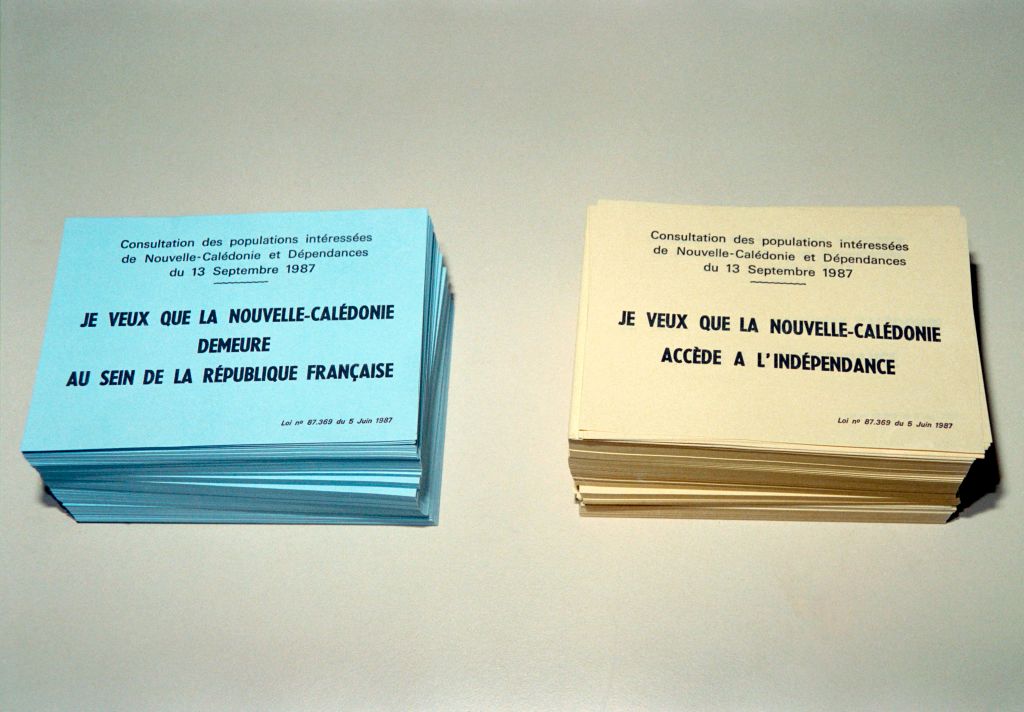 Consultation des populations intéressées
de Nouvelle-Calédonie et Dépendances
du 13 Septembre 1987
JE VEUX QUE LA NOUVELLE-CALÉDONIE
DEMEURE
AU SEIN DE LA RÉPUBLIQUE FRANÇAISE
Loi nº 87.369 du 5 Juin 1987
Consultation des populations intéressées
de Nouvelle-Calédonie et Dépendances
du 13 Septembre 1987
JE VEUX QUE LA NOUVELLE-CALÉDONIE
ACCÈDE A L'INDÉPENDANCE
Loi nº 87.369 du 5 Juin 1987